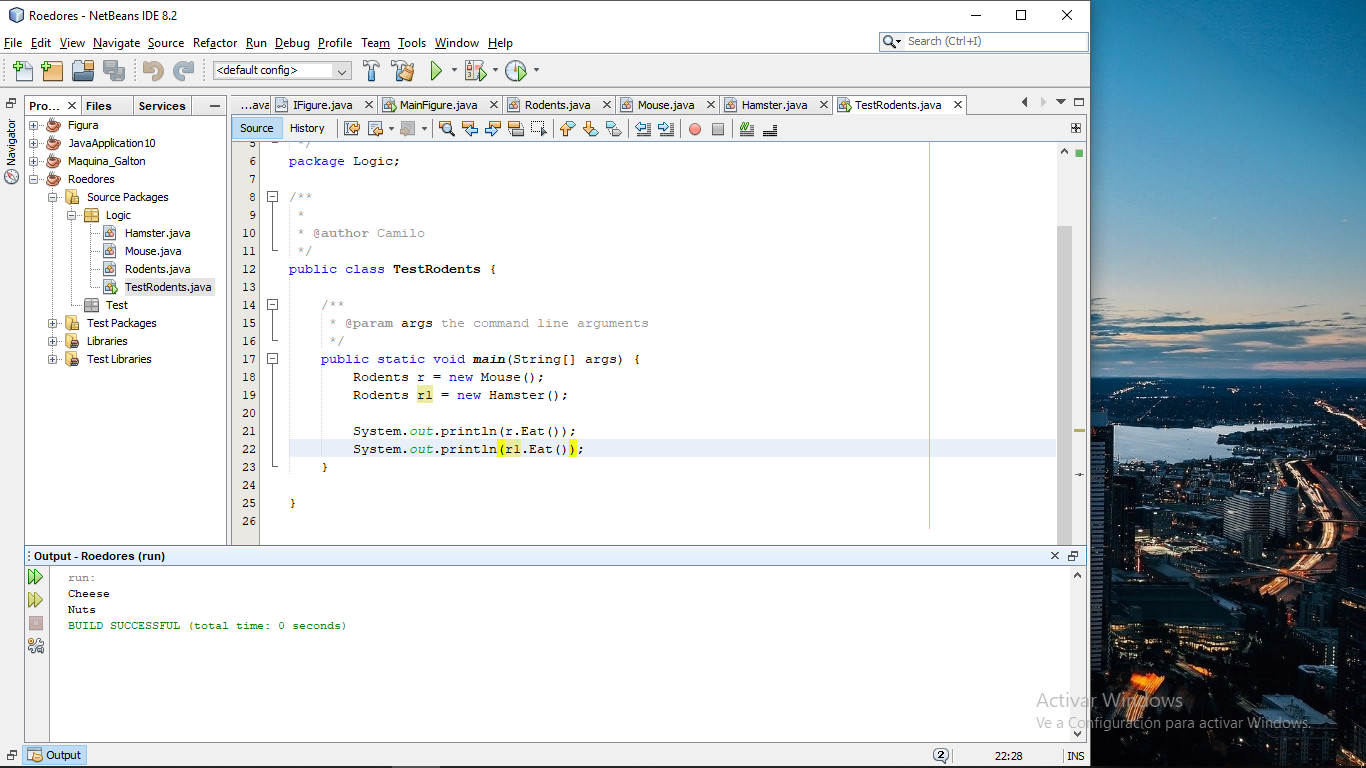 Roedores - NetBeans IDE 8.2
File Edit View Navigate Source Refactor Run Debug Profile Team Tools Window Help
Search (Ctrl+I)
<default config>
Pro... Files Services
...ava IFigure.java MainFigure.java Rodents.java Mouse.java Hamster.java TestRodents.java
Navigator
Source History
Figura
JavaApplication10
Maquina_Galton
Roedores
Source Packages
Logic
Hamster.java
Mouse.java
Rodents.java
TestRodents.java
Test
Test Packages
Libraries
Test Libraries
5 */
6 package Logic;
7
8 /**
9 *
10 * @author Camilo
11 */
12 public class TestRodents {
13
14 /**
15 * @param args the command line arguments
16 */
17 public static void main(String[] args) {
18 Rodents r = new Mouse();
19 Rodents r1 = new Hamster();
20
21 System.out.println(r.Eat());
22 System.out.println(r1.Eat());
23 }
24
25 }
26
Output - Roedores (run)
run:
Cheese
Nuts
BUILD SUCCESSFUL (total time: 0 seconds)
Activar Windows
Ve a Configuración para activar Windows.
Output
2
22:28
INS